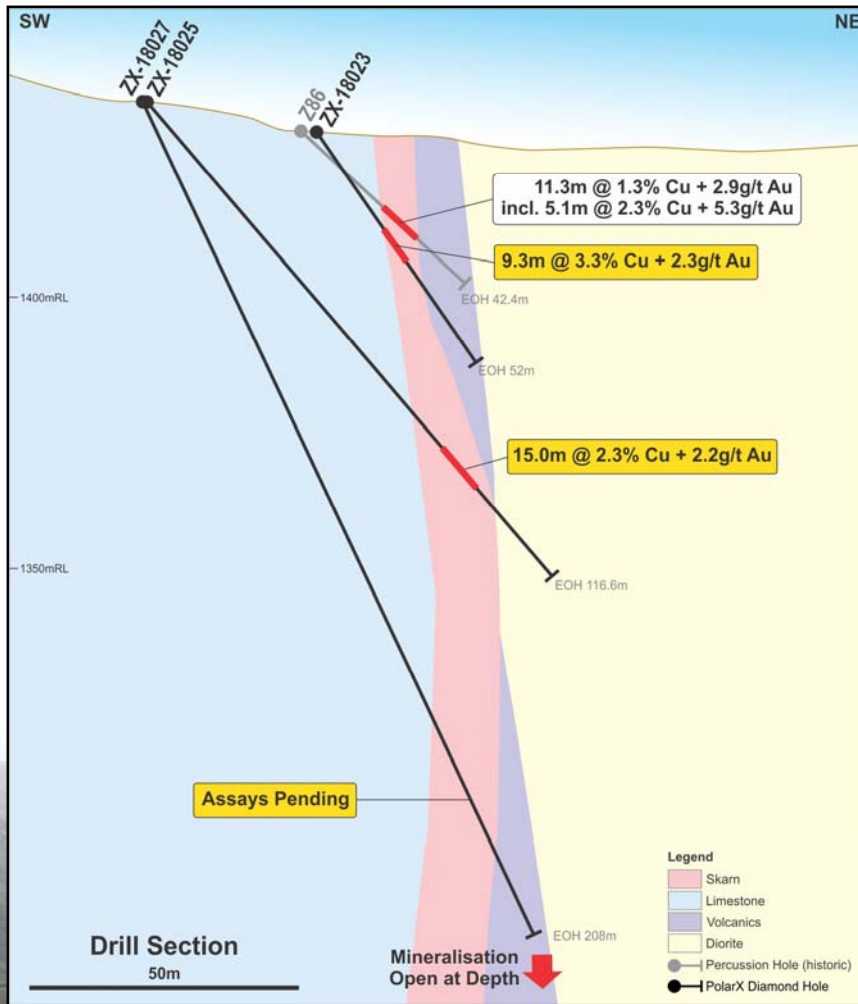 SW
NE
ZX-18027
ZX-18025
Z86
ZX-18023
11.3m @ 1.3% Cu + 2.9g/t Au
incl. 5.1m @ 2.3% Cu + 5.3g/t Au
9.3m @ 3.3% Cu + 2.3g/t Au
1400mRL
EOH 42.4m
EOH 52m
15.0m @ 2.3% Cu + 2.2g/t Au
1350mRL
EOH 116.6m
Assays Pending
EOH 208m
Drill Section
50m
Mineralisation
Open at Depth
Legend
Skarn
Limestone
Volcanics
Diorite
Percussion Hole (historic)
PolarX Diamond Hole